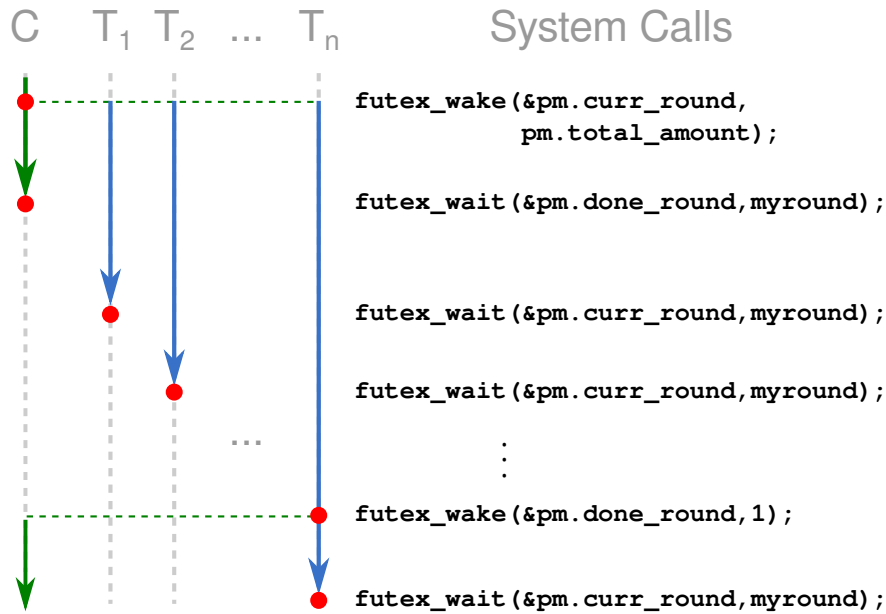 C T1 T2 ... Tn System Calls
futex_wake(&pm.curr_round,
pm.total_amount);
futex_wait(&pm.done_round,myround);
futex_wait(&pm.curr_round,myround);
futex_wait(&pm.curr_round,myround);
...
futex_wake(&pm.done_round,1);
futex_wait(&pm.curr_round,myround);